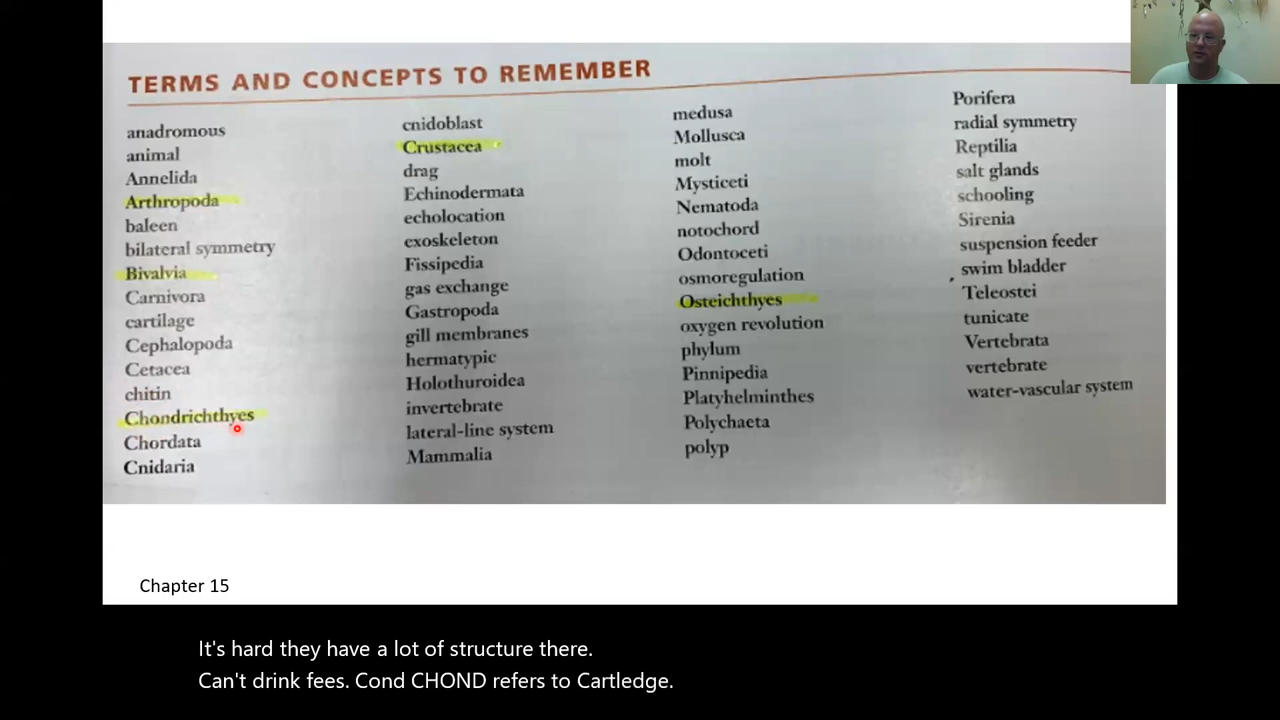 TERMS AND CONCEPTS TO REMEMBER
anadromous
animal
Annelida
Arthropoda
baleen
bilateral symmetry
Bivalvia
Carnivora
cartilage
Cephalopoda
Cetacea
chitin
Chondrichthyes
Chordata
Cnidaria
cnidoblast
Crustacea
drag
Echinodermata
echolocation
exoskeleton
Fissipedia
gas exchange
Gastropoda
gill membranes
hermatypic
Holothuroidea
invertebrate
lateral-line system
Mammalia
medusa
Mollusca
molt
Mysticeti
Nematoda
notochord
Odontoceti
osmoregulation
Osteichthyes
oxygen revolution
phylum
Pinnipedia
Platyhelminthes
Polychaeta
polyp
Porifera
radial symmetry
Reptilia
salt glands
schooling
Sirenia
suspension feeder
swim bladder
Teleostei
tunicate
Vertebrata
vertebrate
water-vascular system
Chapter 15
It's hard they have a lot of structure there.
Can't drink fees. Cond CHOND refers to Cartledge.